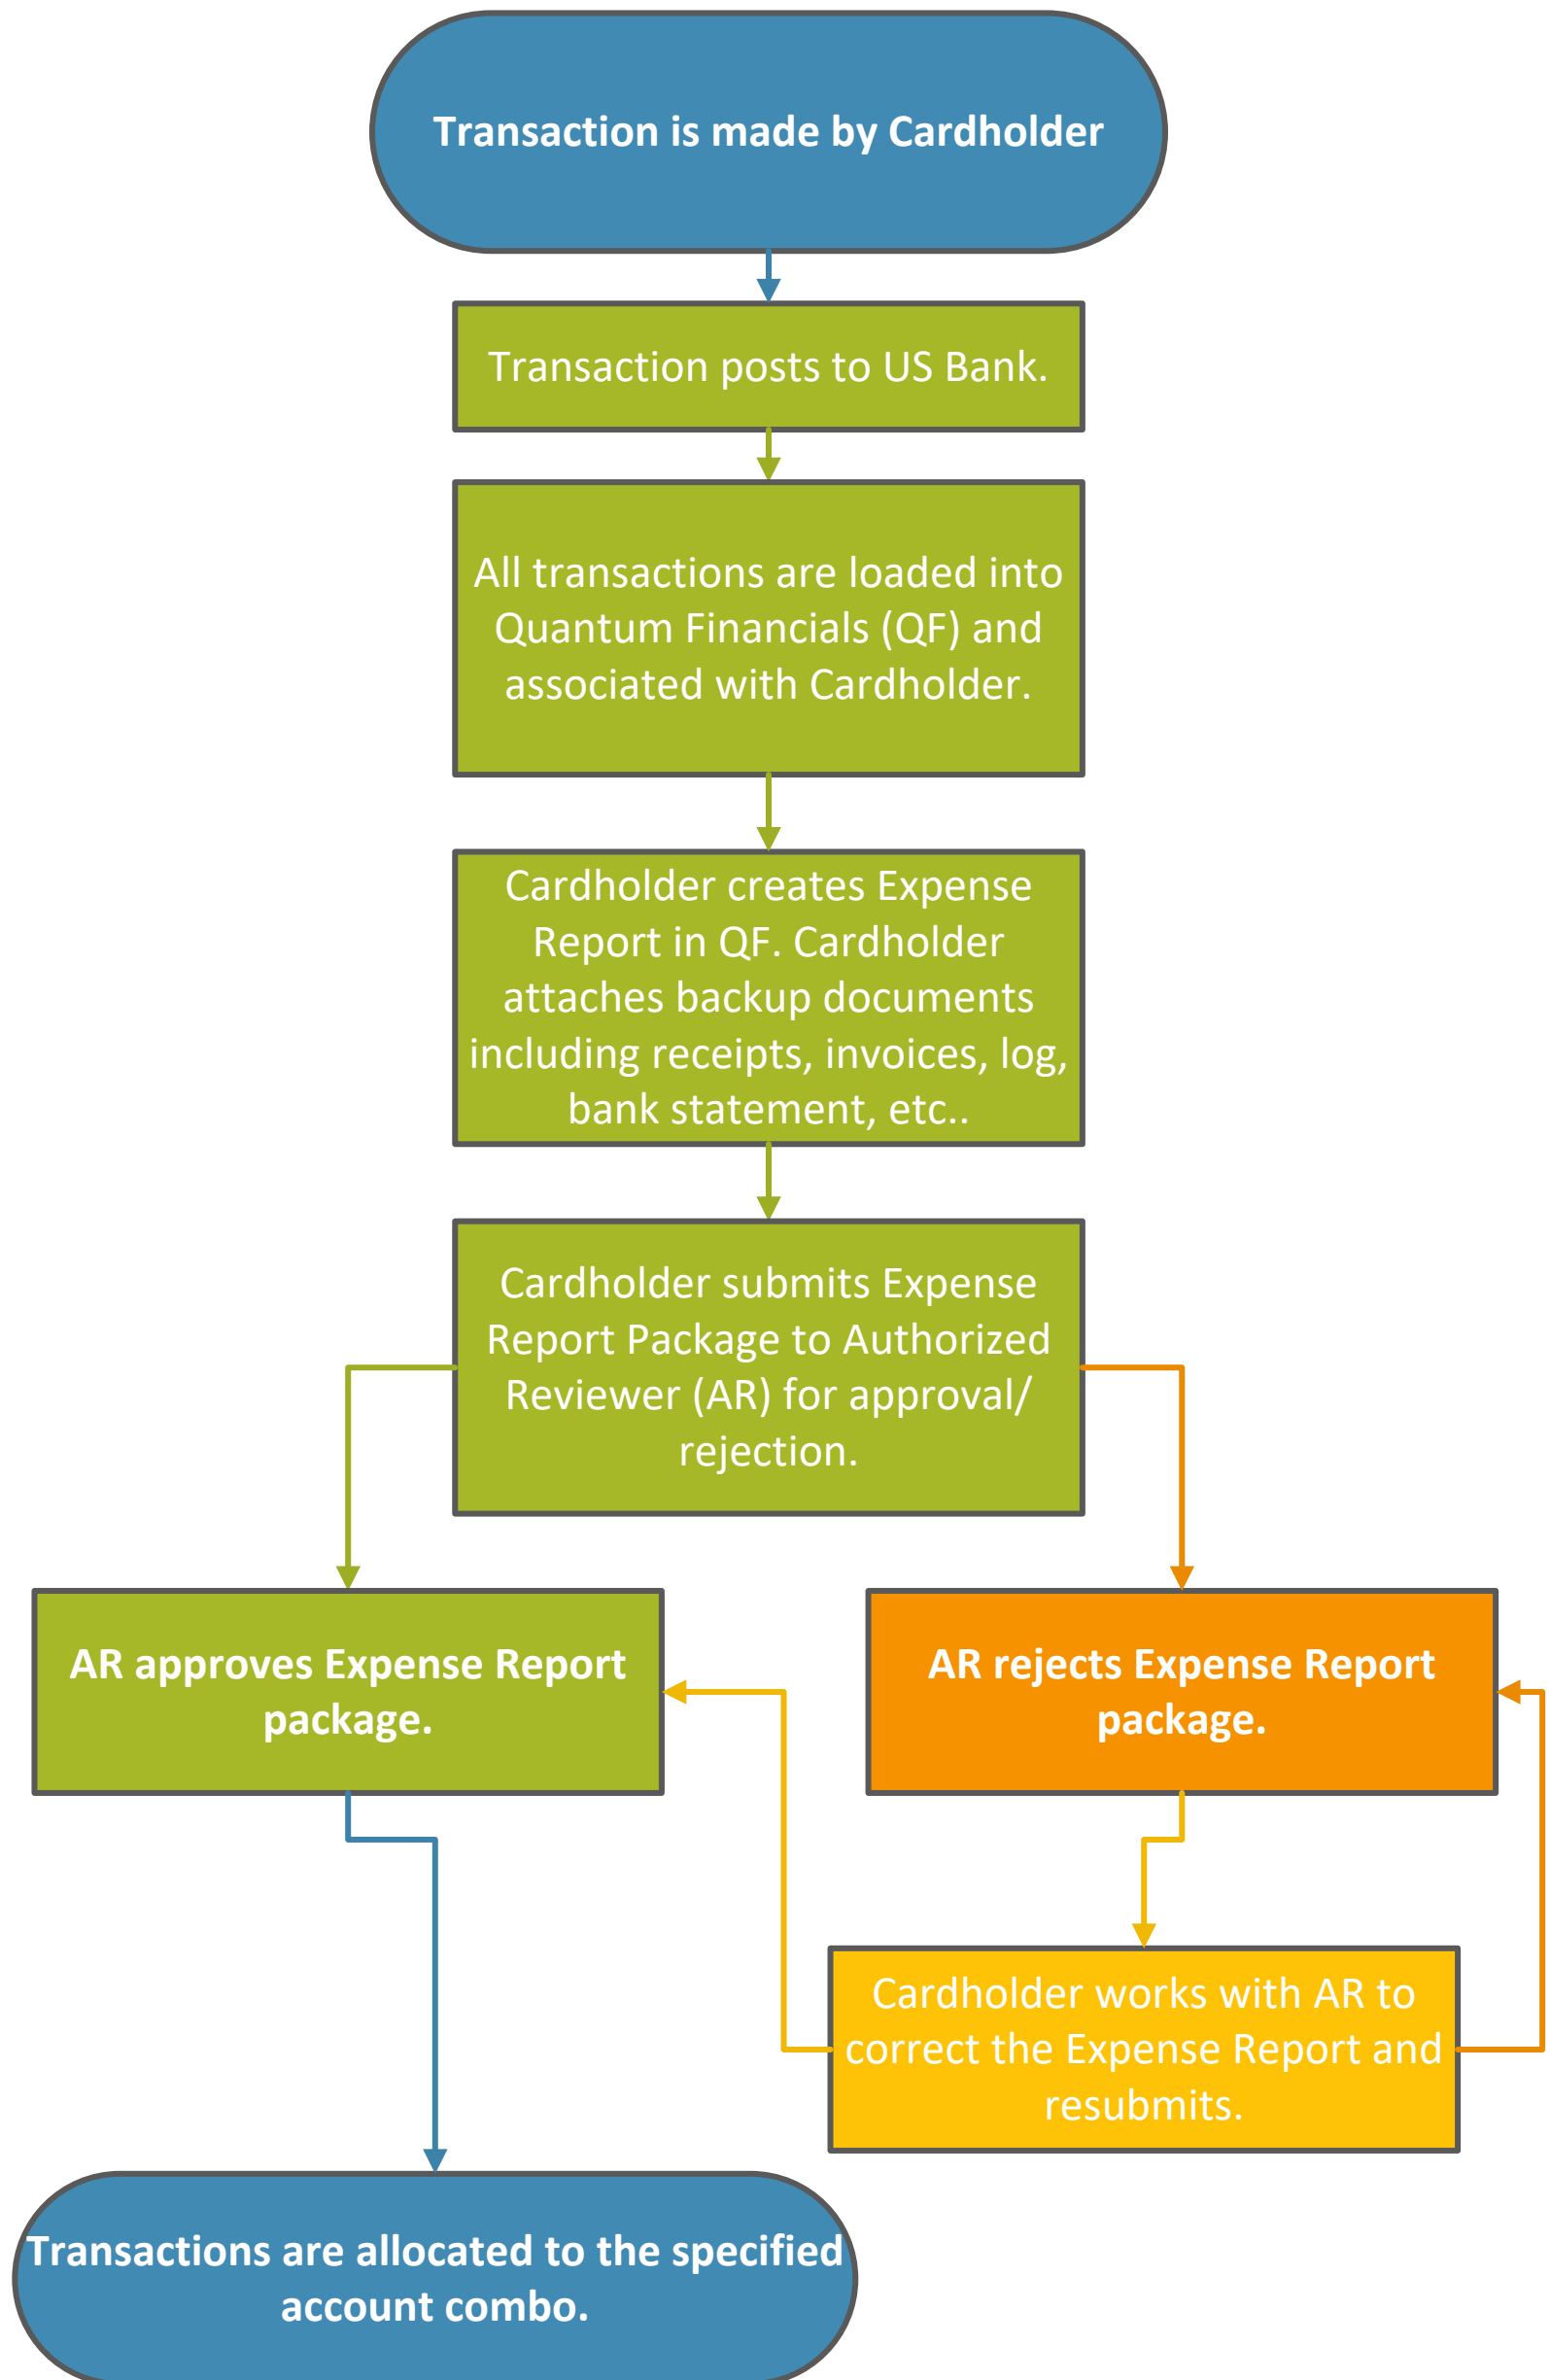 Transaction is made by Cardholder
Transaction posts to US Bank.
All transactions are loaded into
Quantum Financials (QF) and
associated with Cardholder.
Cardholder creates Expense
Report in QF. Cardholder
attaches backup documents
including receipts, invoices, log,
bank statement, etc..
Cardholder submits Expense
Report Package to Authorized
Reviewer (AR) for approval/
rejection.
AR approves Expense Report
package.
AR rejects Expense Report
package.
Cardholder works with AR to
correct the Expense Report and
resubmits.
Transactions are allocated to the specified
account combo.